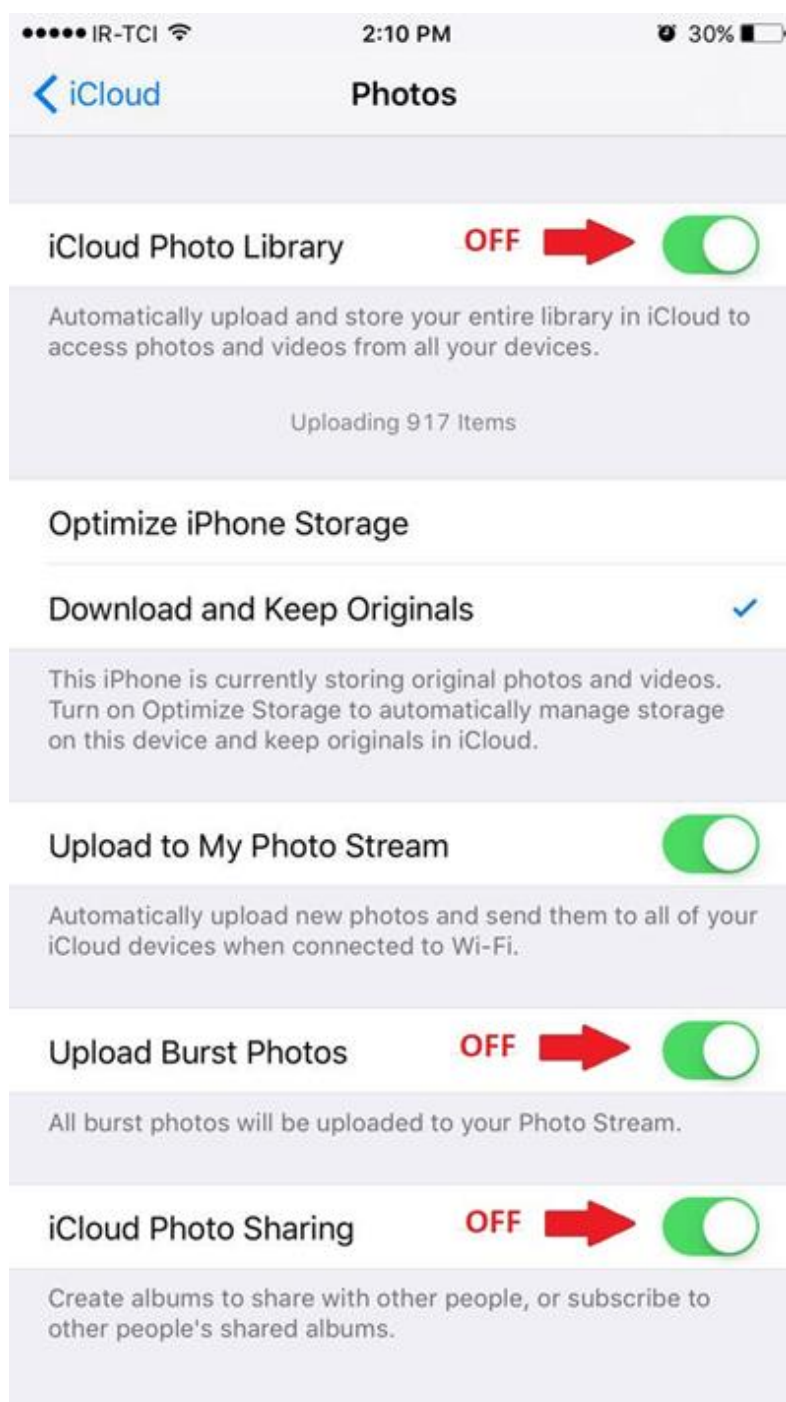 IR-TCI 2:10 PM 30%
iCloud Photos
iCloud Photo Library OFF
Automatically upload and store your entire library in iCloud to
access photos and videos from all your devices.
Uploading 917 Items
Optimize iPhone Storage
Download and Keep Originals
This iPhone is currently storing original photos and videos.
Turn on Optimize Storage to automatically manage storage
on this device and keep originals in iCloud.
Upload to My Photo Stream
Automatically upload new photos and send them to all of your
iCloud devices when connected to Wi-Fi.
Upload Burst Photos OFF
All burst photos will be uploaded to your Photo Stream.
iCloud Photo Sharing OFF
Create albums to share with other people, or subscribe to
other people's shared albums.